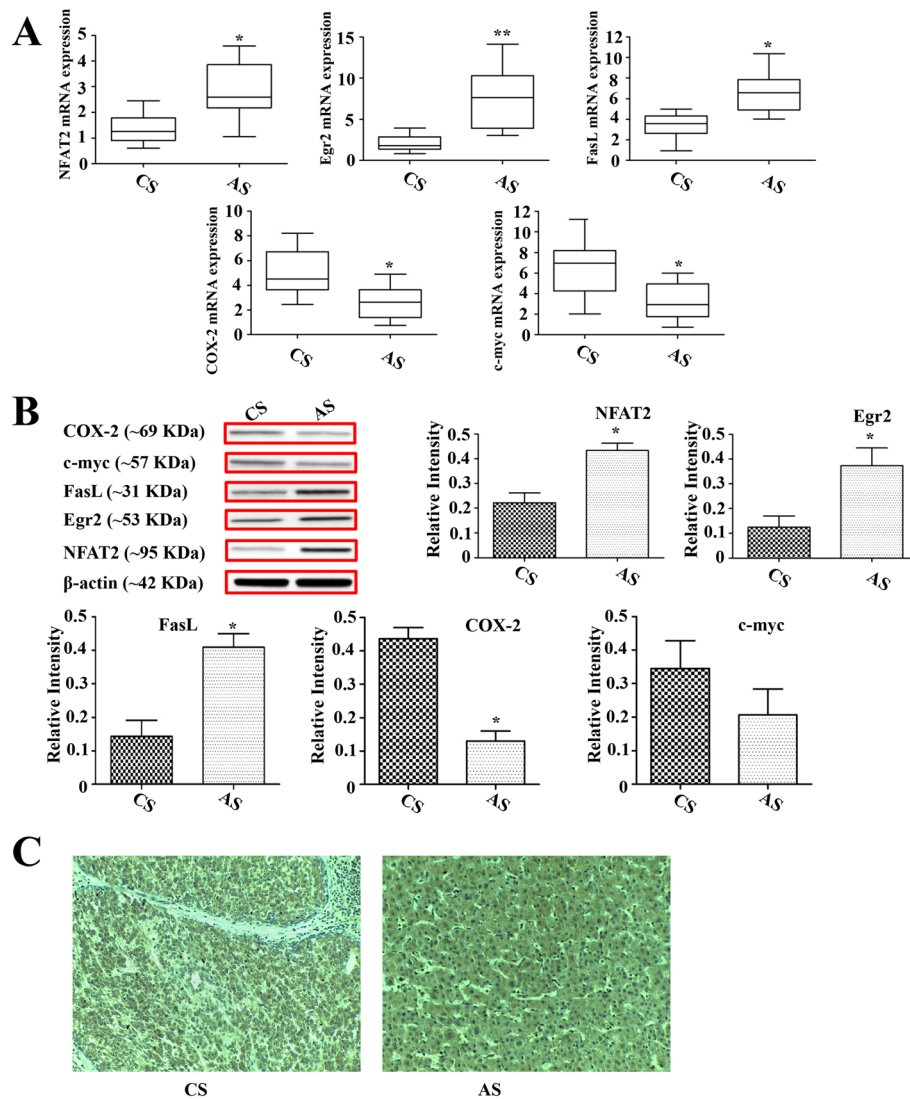 A
NFAT2 mRNA expression
5
4
3
2
1
0
*
CS
AS
Egr2 mRNA expression
15
10
5
0
**
CS
AS
FasL mRNA expression
12
10
8
6
4
2
0
*
CS
AS
COX-2 mRNA expression
10
8
6
4
2
0
*
CS
AS
c-myc mRNA expression
12
10
8
6
4
2
0
*
CS
AS
B
CS AS
COX-2 (~69 KDa)
c-myc (~57 KDa)
FasL (~31 KDa)
Egr2 (~53 KDa)
NFAT2 (~95 KDa)
β-actin (~42 KDa)
NFAT2
Relative Intensity
0.5
0.4
0.3
0.2
0.1
0
*
CS
AS
Egr2
Relative Intensity
0.5
0.4
0.3
0.2
0.1
0
*
CS
AS
FasL
Relative Intensity
0.5
0.4
0.3
0.2
0.1
0
*
CS
AS
COX-2
Relative Intensity
0.5
0.4
0.3
0.2
0.1
0
*
CS
AS
c-myc
Relative Intensity
0.5
0.4
0.3
0.2
0.1
0
CS
AS
C
CS
AS